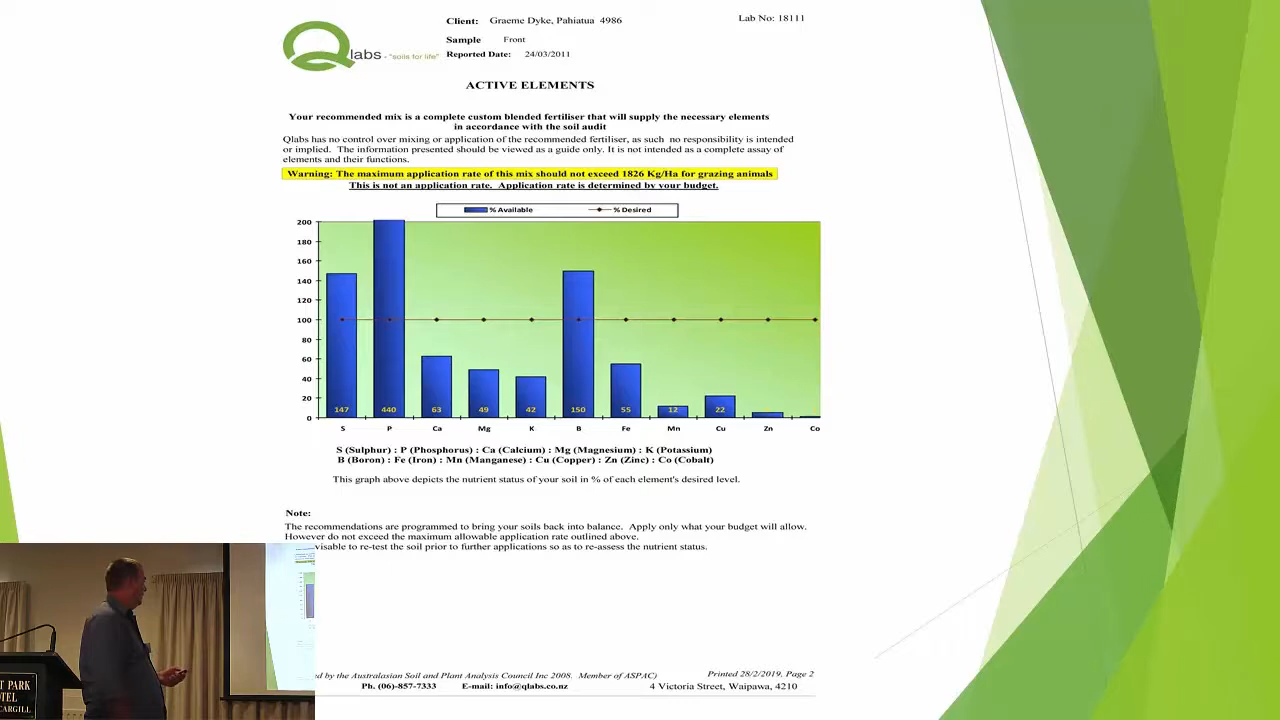 Client: Graeme Dyke, Pahiatua 4986
Lab No: 18111
Qlabs - "soils for life"
Sample Front
Reported Date: 24/03/2011
ACTIVE ELEMENTS
Your recommended mix is a complete custom blended fertiliser that will supply the necessary elements
in accordance with the soil audit
Qlabs has no control over mixing or application of the recommended fertiliser, as such no responsibility is intended
or implied. The information presented should be viewed as a guide only. It is not intended as a complete assay of
elements and their functions.
Warning: The maximum application rate of this mix should not exceed 1826 Kg/Ha for grazing animals
This is not an application rate. Application rate is determined by your budget.
% Available % Desired
200
180
160
140
120
100
80
60
40
20
0
147 440 63 49 42 150 55 12 22
S P Ca Mg K B Fe Mn Cu Zn Co
S (Sulphur) : P (Phosphorus) : Ca (Calcium) : Mg (Magnesium) : K (Potassium)
B (Boron) : Fe (Iron) : Mn (Manganese) : Cu (Copper) : Zn (Zinc) : Co (Cobalt)
This graph above depicts the nutrient status of your soil in % of each element's desired level.
Note:
The recommendations are programmed to bring your soils back into balance. Apply only what your budget will allow.
However do not exceed the maximum allowable application rate outlined above.
visable to re-test the soil prior to further applications so as to re-assess the nutrient status.
d by the Australasian Soil and Plant Analysis Council Inc 2008. Member of ASPAC)
Printed 28/2/2019, Page 2
Ph. (06)-857-7333 E-mail: info@qlabs.co.nz
4 Victoria Street, Waipawa, 4210
T PARK
TEL
CARGILL